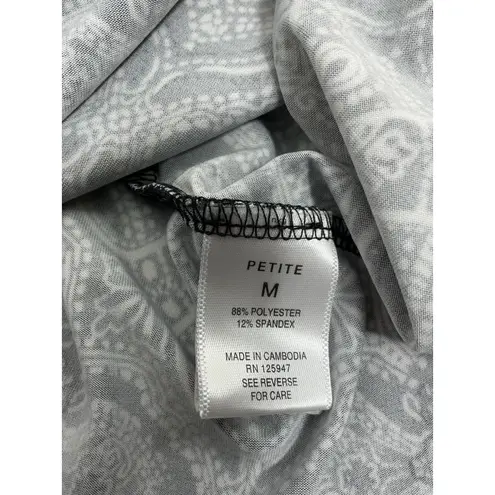 PETITE
M
88% POLYESTER
12% SPANDEX
MADE IN CAMBODIA
RN 125947
SEE REVERSE
FOR CARE